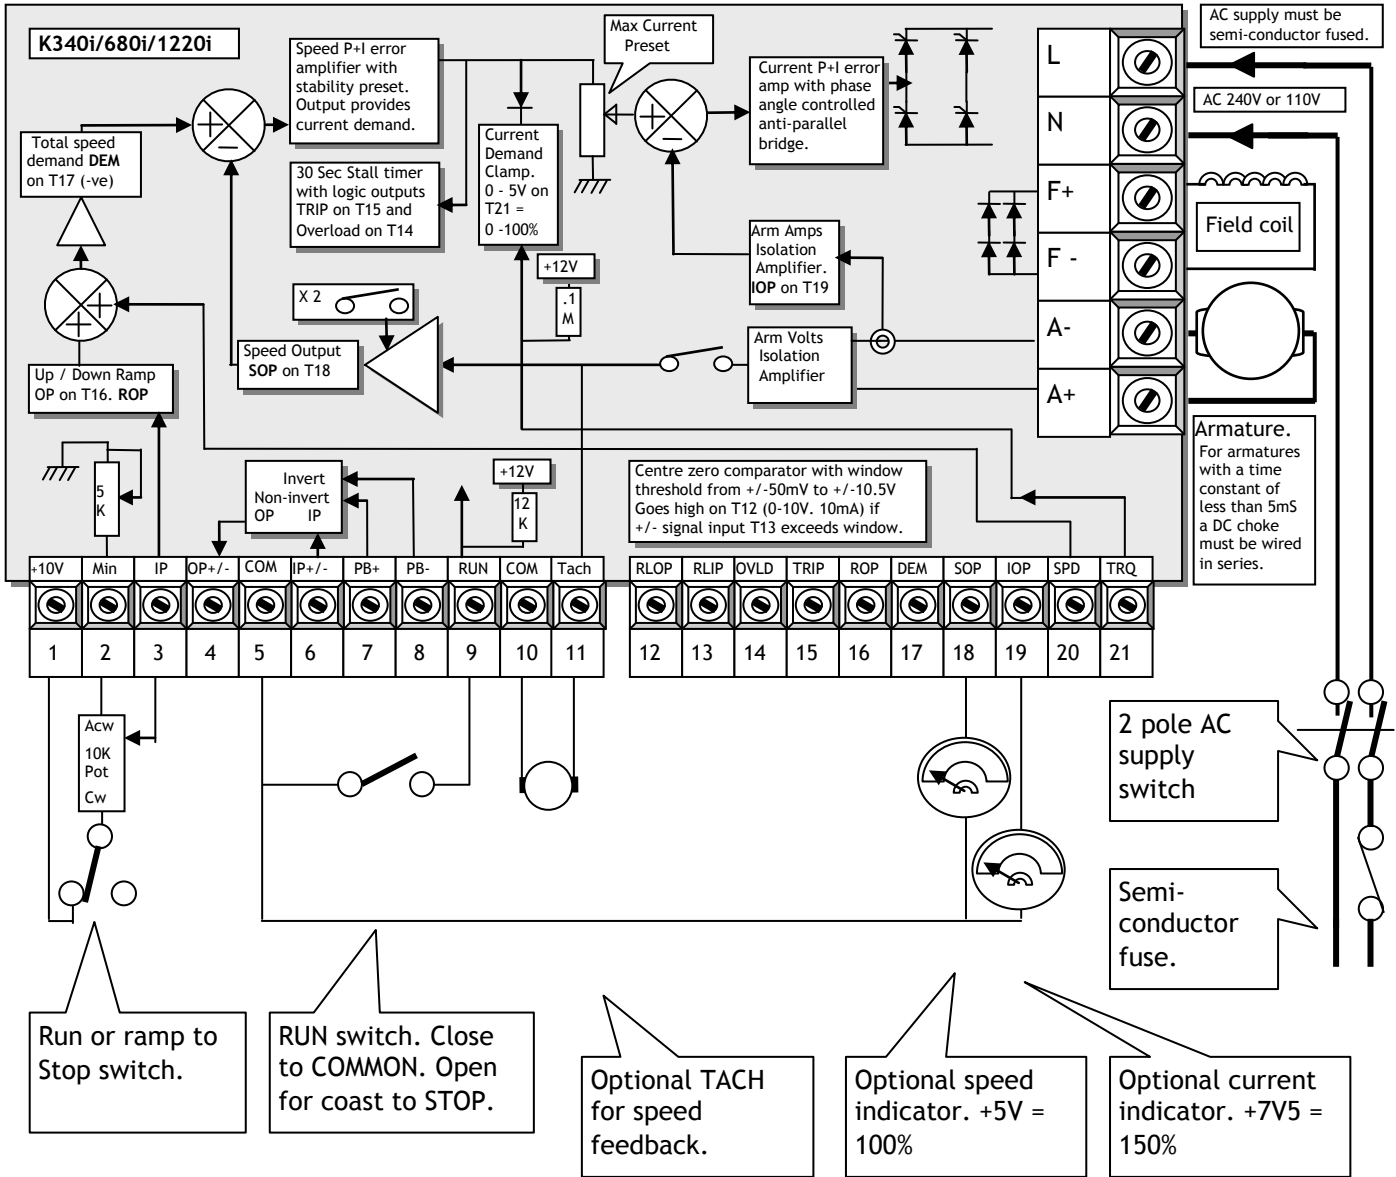 K340i/680i/1220i
Speed P+I error
amplifier with
stability preset.
Output provides
current demand.
Max Current
Preset
Current P+I error
amp with phase
angle controlled
anti-parallel
bridge.
AC supply must be
semi-conductor fused.
AC 240V or 110V
L
N
F+
F -
A-
A+
Field coil
Total speed
demand DEM
on T17 (-ve)
30 Sec Stall timer
with logic outputs
TRIP on T15 and
Overload on T14
Current
Demand
Clamp.
0 - 5V on
T21 =
0 -100%
+12V
.1
M
Arm Amps
Isolation
Amplifier.
IOP on T19
X 2
Speed Output
SOP on T18
Arm Volts
Isolation
Amplifier
Up / Down Ramp
OP on T16. ROP
Armature.
For armatures
with a time
constant of
less than 5mS
a DC choke
must be wired
in series.
5
K
Invert
Non-invert
OP IP
+12V
12
K
Centre zero comparator with window
threshold from +/-50mV to +/-10.5V
Goes high on T12 (0-10V. 10mA) if
+/- signal input T13 exceeds window.
+10V Min IP OP+/- COM IP+/- PB+ PB- RUN COM Tach
RLOP RLIP OVLD TRIP ROP DEM SOP IOP SPD TRQ
1 2 3 4 5 6 7 8 9 10 11
12 13 14 15 16 17 18 19 20 21
Acw
10K
Pot
Cw
2 pole AC
supply
switch
Semi-
conductor
fuse.
Run or ramp to
Stop switch.
RUN switch. Close
to COMMON. Open
for coast to STOP.
Optional TACH
for speed
feedback.
Optional speed
indicator. +5V =
100%
Optional current
indicator. +7V5 =
150%